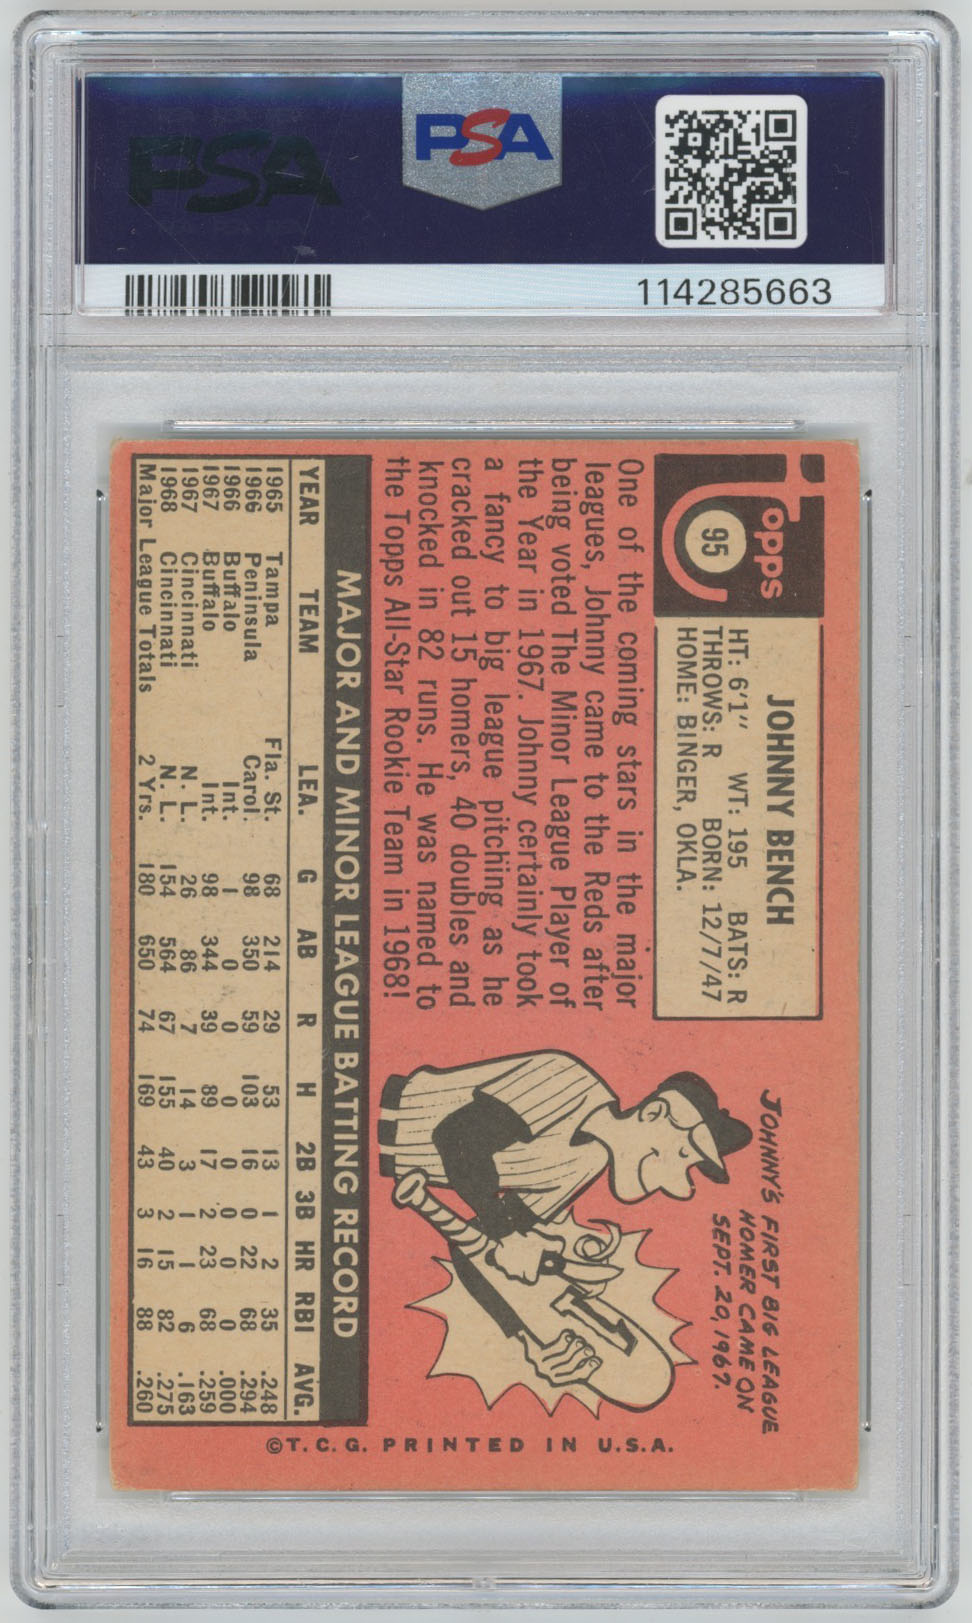 PSA
PSA
114285663
Topps
95
JOHNNY BENCH
HT: 6'1" WT: 195 BATS: R
THROWS: R BORN: 12/7/47
HOME: BINGER, OKLA.
One of the coming stars in the major
leagues, Johnny came to the Reds after
being voted The Minor League Player of
the Year in 1967. Johnny certainly took
a fancy to big league pitching as he
cracked out 15 homers, 40 doubles and
knocked in 82 runs. He was named to
the Topps All-Star Rookie Team in 1968!
JOHNNY'S FIRST BIG LEAGUE
HOMER CAME ON
SEPT. 20, 1967.
1
MAJOR AND MINOR LEAGUE BATTING RECORD
YEAR TEAM LEA. G AB R H 2B 3B HR RBI AVG.
1965 Tampa Fla. St. 68 214 29 53 13 1 2 35 .248
1966 Peninsula Carol. 98 350 59 103 16 0 22 68 .294
1966 Buffalo Int. 1 0 0 0 0 0 0 0 .000
1967 Buffalo Int. 98 344 39 89 17 2 23 68 .259
1967 Cincinnati N. L. 26 86 7 14 3 1 1 6 .163
1968 Cincinnati N. L. 154 564 67 155 40 2 15 82 .275
Major League Totals 2 Yrs. 180 650 74 169 43 3 16 88 .260
©T. C. G. PRINTED IN U.S.A.